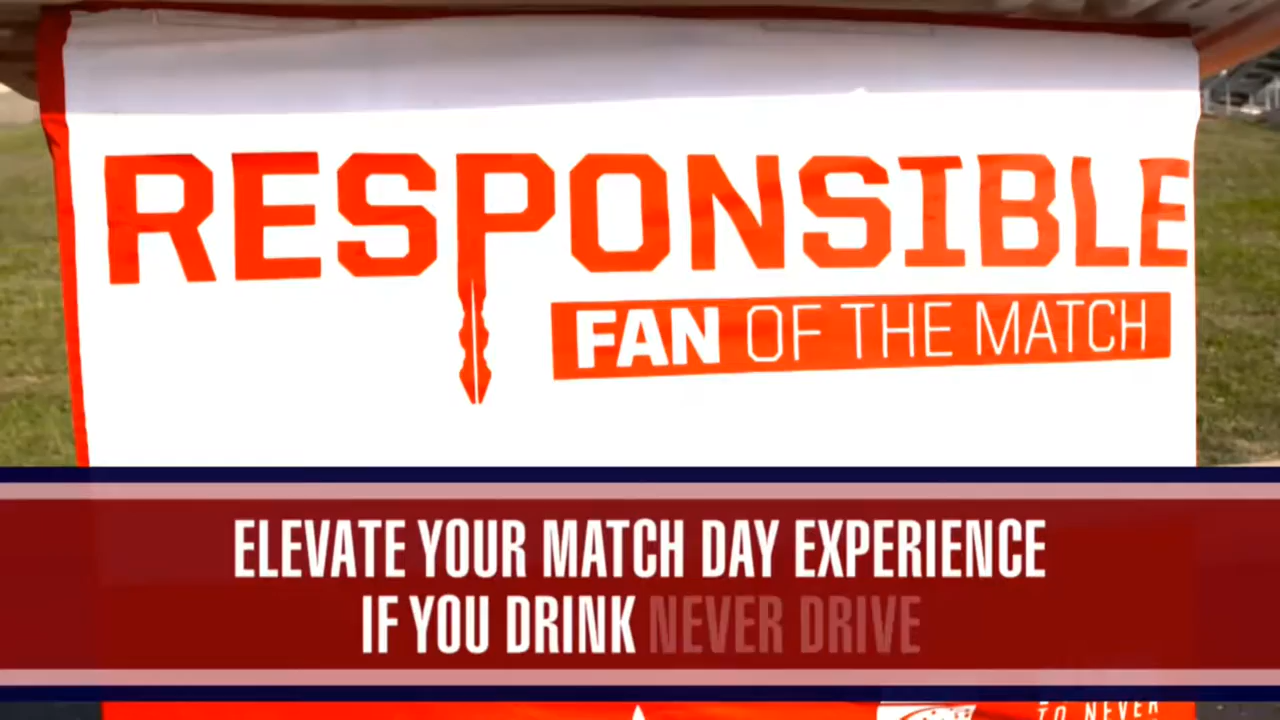 RESPONSIBLE
FAN OF THE MATCH
ELEVATE YOUR MATCH DAY EXPERIENCE
IF YOU DRINK NEVER DRIVE
TO NEVER